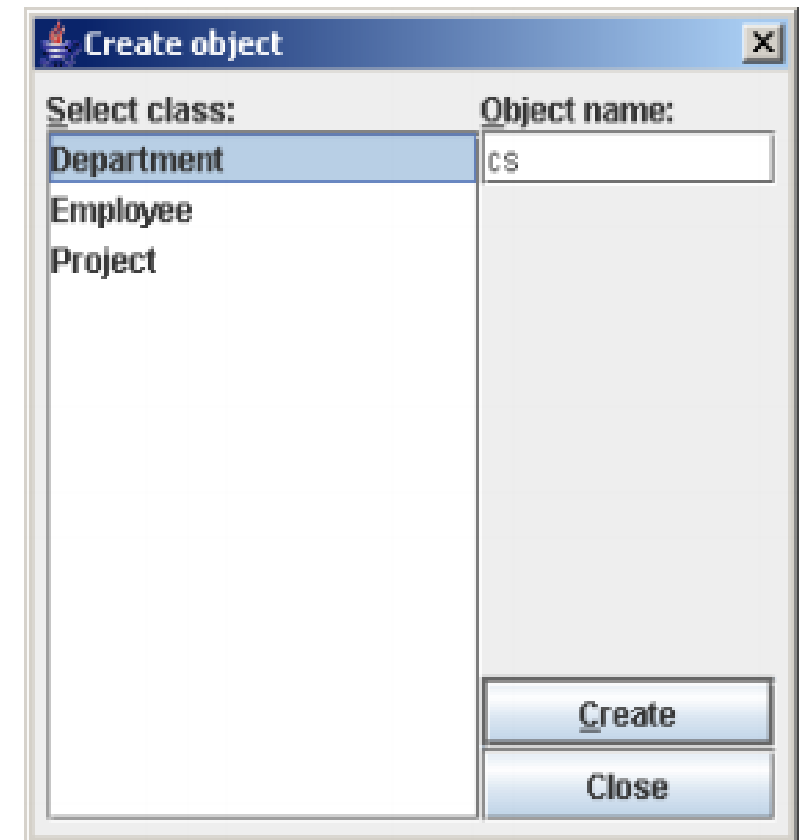 Create object
Select class:
Object name:
Department
cs
Employee
Project
Create
Close